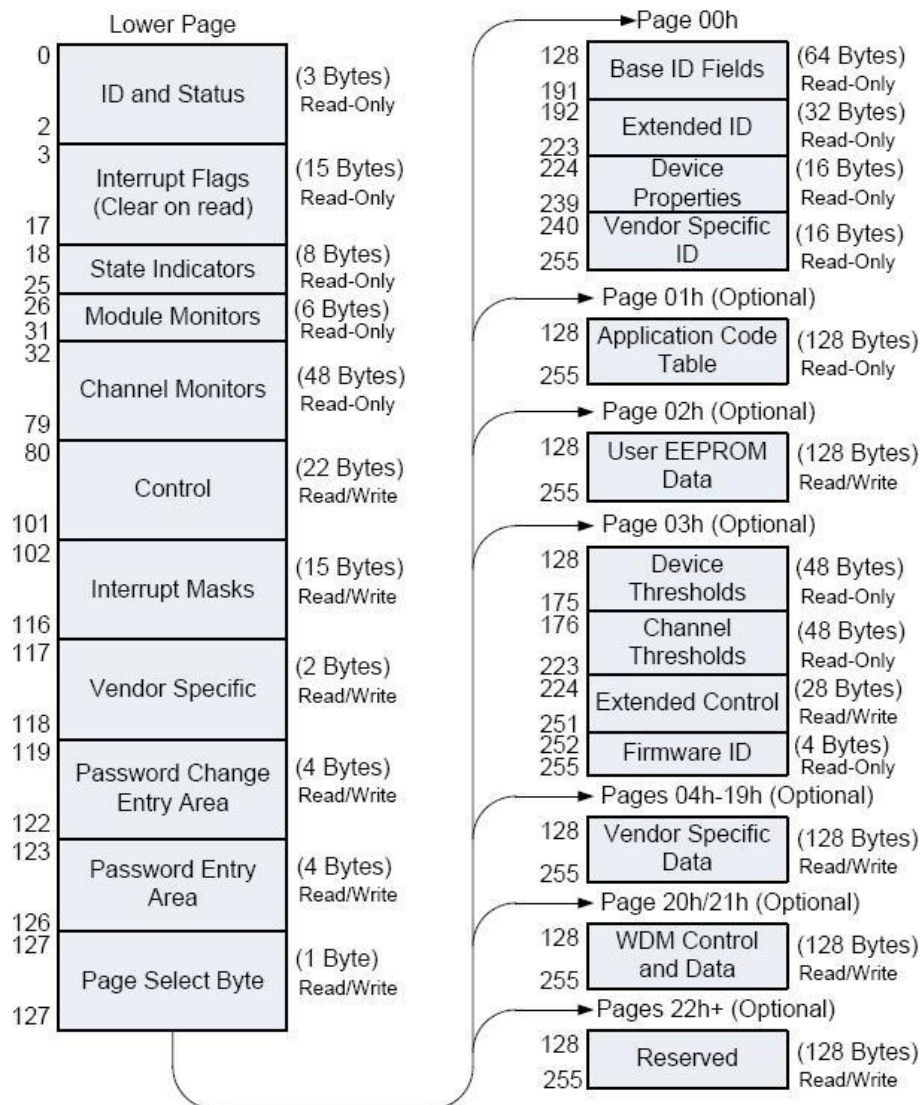 Lower Page
0
ID and Status
2
(3 Bytes)
Read-Only
3
Interrupt Flags
(Clear on read)
17
(15 Bytes)
Read-Only
18
State Indicators
25
(8 Bytes)
Read-Only
26
Module Monitors
31
(6 Bytes)
Read-Only
32
Channel Monitors
79
(48 Bytes)
Read-Only
80
Control
101
(22 Bytes)
Read/Write
102
Interrupt Masks
116
(15 Bytes)
Read/Write
117
Vendor Specific
118
(2 Bytes)
Read/Write
119
Password Change
Entry Area
122
(4 Bytes)
Read/Write
123
Password Entry
Area
126
(4 Bytes)
Read/Write
127
Page Select Byte
127
(1 Byte)
Read/Write
Page 00h
128
Base ID Fields
191
(64 Bytes)
Read-Only
192
Extended ID
223
(32 Bytes)
Read-Only
224
Device
Properties
239
(16 Bytes)
Read-Only
240
Vendor Specific
ID
255
(16 Bytes)
Read-Only
Page 01h (Optional)
128
Application Code
Table
255
(128 Bytes)
Read-Only
Page 02h (Optional)
128
User EEPROM
Data
255
(128 Bytes)
Read/Write
Page 03h (Optional)
128
Device
Thresholds
175
(48 Bytes)
Read-Only
176
Channel
Thresholds
223
(48 Bytes)
Read-Only
224
Extended Control
251
(28 Bytes)
Read/Write
252
Firmware ID
255
(4 Bytes)
Read-Only
Pages 04h-19h (Optional)
128
Vendor Specific
Data
255
(128 Bytes)
Read/Write
Page 20h/21h (Optional)
128
WDM Control
and Data
255
(128 Bytes)
Read/Write
Pages 22h+ (Optional)
128
Reserved
255
(128 Bytes)
Read/Write